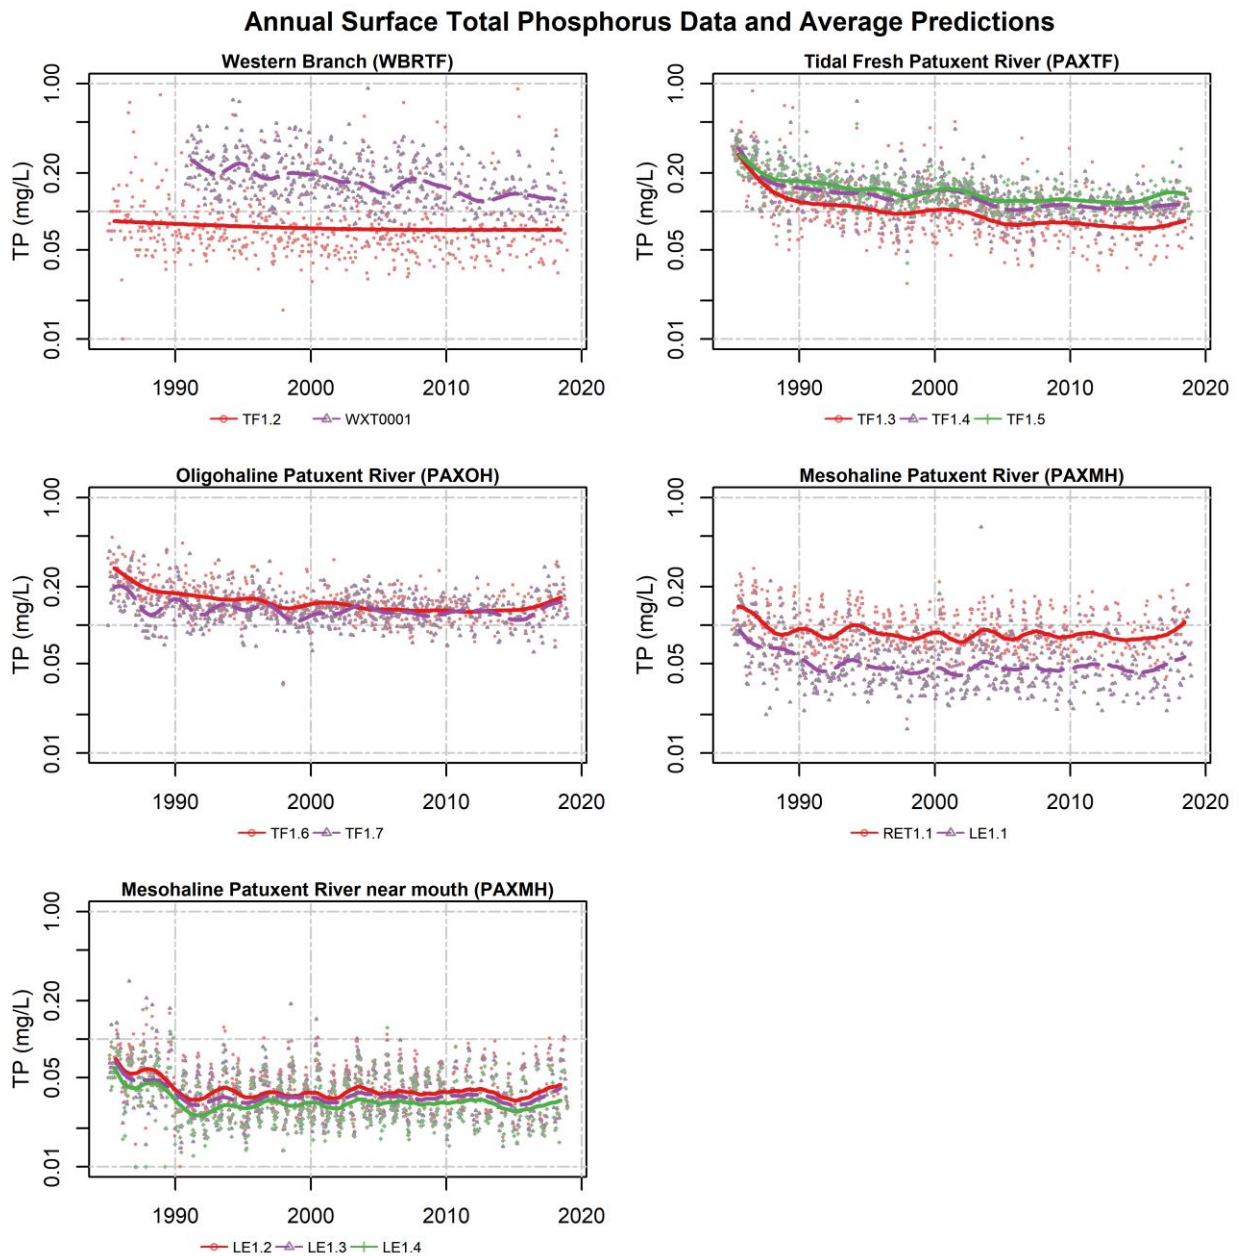 Annual Surface Total Phosphorus Data and Average Predictions
Western Branch (WBRTF)
TP (mg/L)
1.00
0.20
0.05
0.01
1990 2000 2010 2020
TF1.2 WXT0001
Tidal Fresh Patuxent River (PAXTF)
TP (mg/L)
1.00
0.20
0.05
0.01
1990 2000 2010 2020
TF1.3 TF1.4 TF1.5
Oligohaline Patuxent River (PAXOH)
TP (mg/L)
1.00
0.20
0.05
0.01
1990 2000 2010 2020
TF1.6 TF1.7
Mesohaline Patuxent River (PAXMH)
TP (mg/L)
1.00
0.20
0.05
0.01
1990 2000 2010 2020
RET1.1 LE1.1
Mesohaline Patuxent River near mouth (PAXMH)
TP (mg/L)
1.00
0.20
0.05
0.01
1990 2000 2010 2020
LE1.2 LE1.3 LE1.4